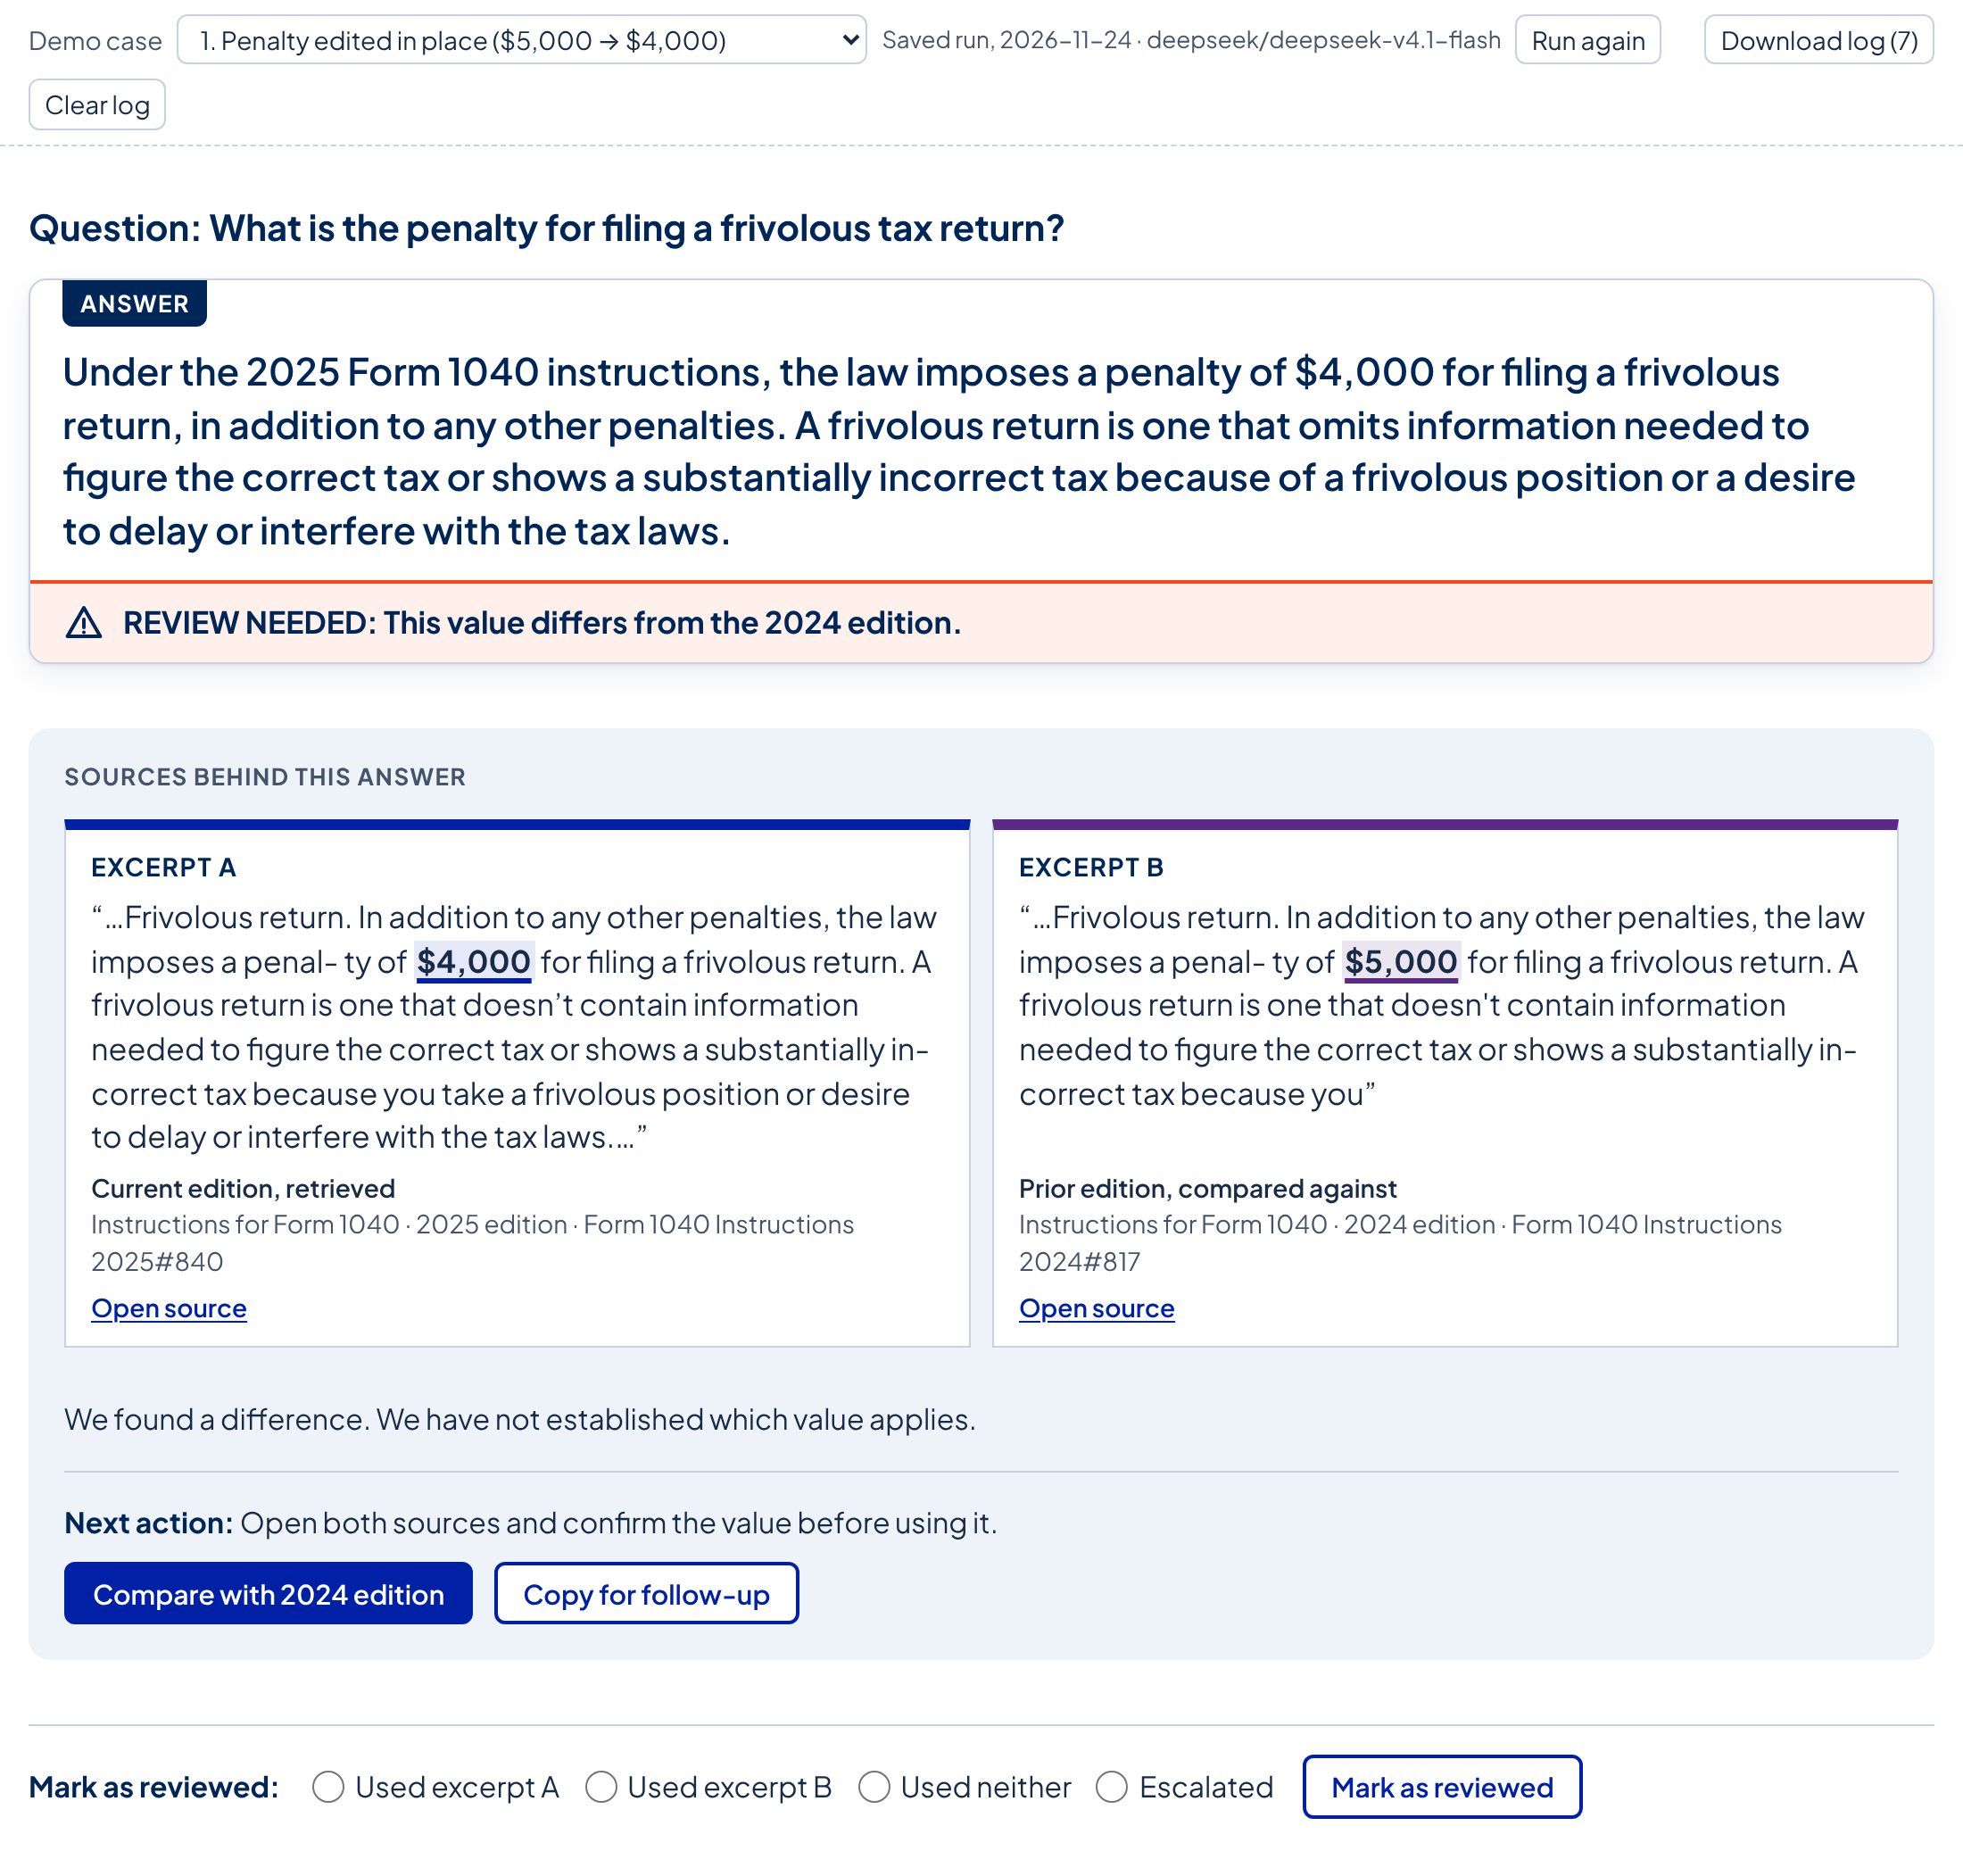 Demo case 1. Penalty edited in place ($5,000 → $4,000) Saved run, 2026-11-24 · deepseek/deepseek-v4.1-flash Run again Download log (7)
Clear log
Question: What is the penalty for filing a frivolous tax return?
ANSWER
Under the 2025 Form 1040 instructions, the law imposes a penalty of $4,000 for filing a frivolous
return, in addition to any other penalties. A frivolous return is one that omits information needed to
figure the correct tax or shows a substantially incorrect tax because of a frivolous position or a desire
to delay or interfere with the tax laws.
REVIEW NEEDED: This value differs from the 2024 edition.
SOURCES BEHIND THIS ANSWER
EXCERPT A
“…Frivolous return. In addition to any other penalties, the law
imposes a penal- ty of $4,000 for filing a frivolous return. A
frivolous return is one that doesn’t contain information
needed to figure the correct tax or shows a substantially in-
correct tax because you take a frivolous position or desire
to delay or interfere with the tax laws.…”
Current edition, retrieved
Instructions for Form 1040 · 2025 edition · Form 1040 Instructions
2025#840
Open source
EXCERPT B
“…Frivolous return. In addition to any other penalties, the law
imposes a penal- ty of $5,000 for filing a frivolous return. A
frivolous return is one that doesn't contain information
needed to figure the correct tax or shows a substantially in-
correct tax because you”
Prior edition, compared against
Instructions for Form 1040 · 2024 edition · Form 1040 Instructions
2024#817
Open source
We found a difference. We have not established which value applies.
Next action: Open both sources and confirm the value before using it.
Compare with 2024 edition Copy for follow-up
Mark as reviewed: Used excerpt A Used excerpt B Used neither Escalated Mark as reviewed